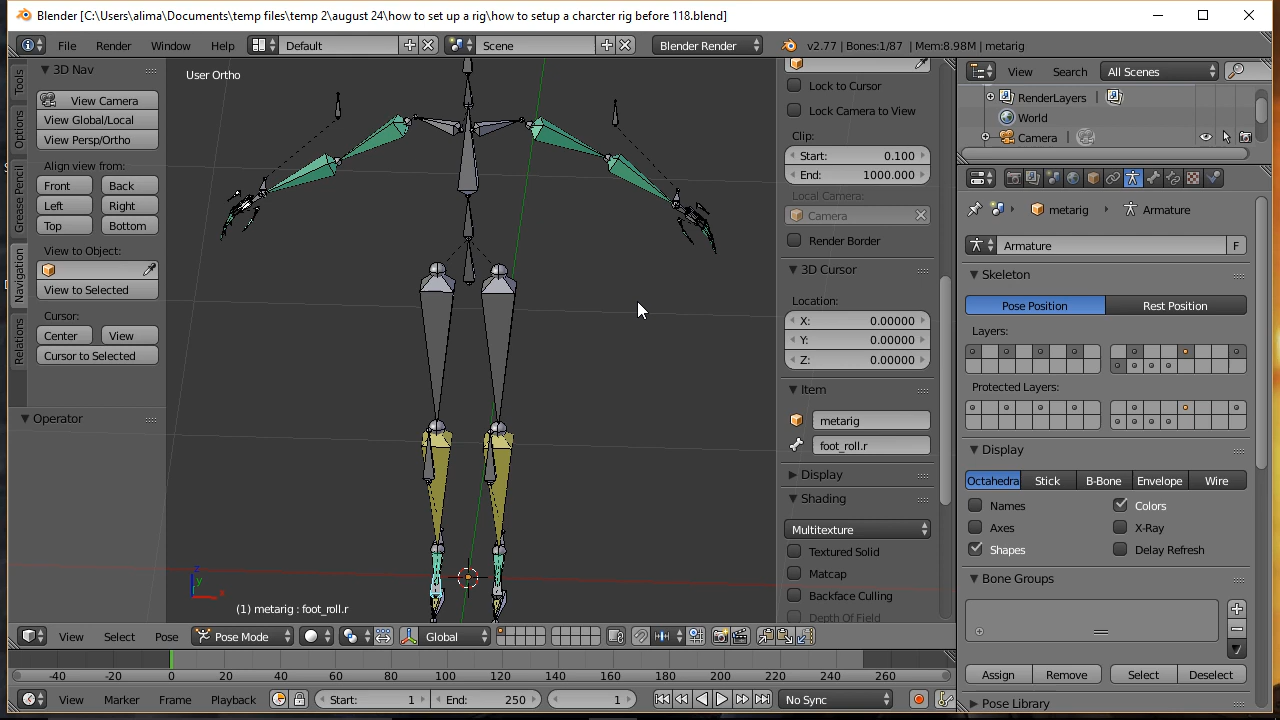 Blender [C:\Users\alima\Documents\temp files\temp 2\august 24\how to set up a rig\how to setup a charcter rig before 118.blend]
File Render Window Help Default Scene Blender Render v2.77 | Bones:1/87 | Mem:8.98M | metarig
Tools
Options
Grease Pencil
Navigation
Relations
3D Nav
View Camera
View Global/Local
View Persp/Ortho
Align view from:
Front Back
Left Right
Top Bottom
View to Object:
View to Selected
Cursor:
Center View
Cursor to Selected
Operator
User Ortho
z
y
x
(1) metarig : foot_roll.r
Lock to Cursor
Lock Camera to View
Clip:
Start: 0.100
End: 1000.000
Local Camera:
Camera
Render Border
3D Cursor
Location:
X: 0.00000
Y: 0.00000
Z: 0.00000
Item
metarig
foot_roll.r
Display
Shading
Multitexture
Textured Solid
Matcap
Backface Culling
Depth Of Field
View Search All Scenes
RenderLayers |
World
Camera |
metarig Armature
Armature F
Skeleton
Pose Position Rest Position
Layers:
Protected Layers:
Display
Octahedra Stick B-Bone Envelope Wire
Names Colors
Axes X-Ray
Shapes Delay Refresh
Bone Groups
Assign Remove Select Deselect
Pose Library
View Select Pose Pose Mode Global
-40 -20 0 20 40 60 80 100 120 140 160 180 200 220 240 260
View Marker Frame Playback Start: 1 End: 250 1 No Sync